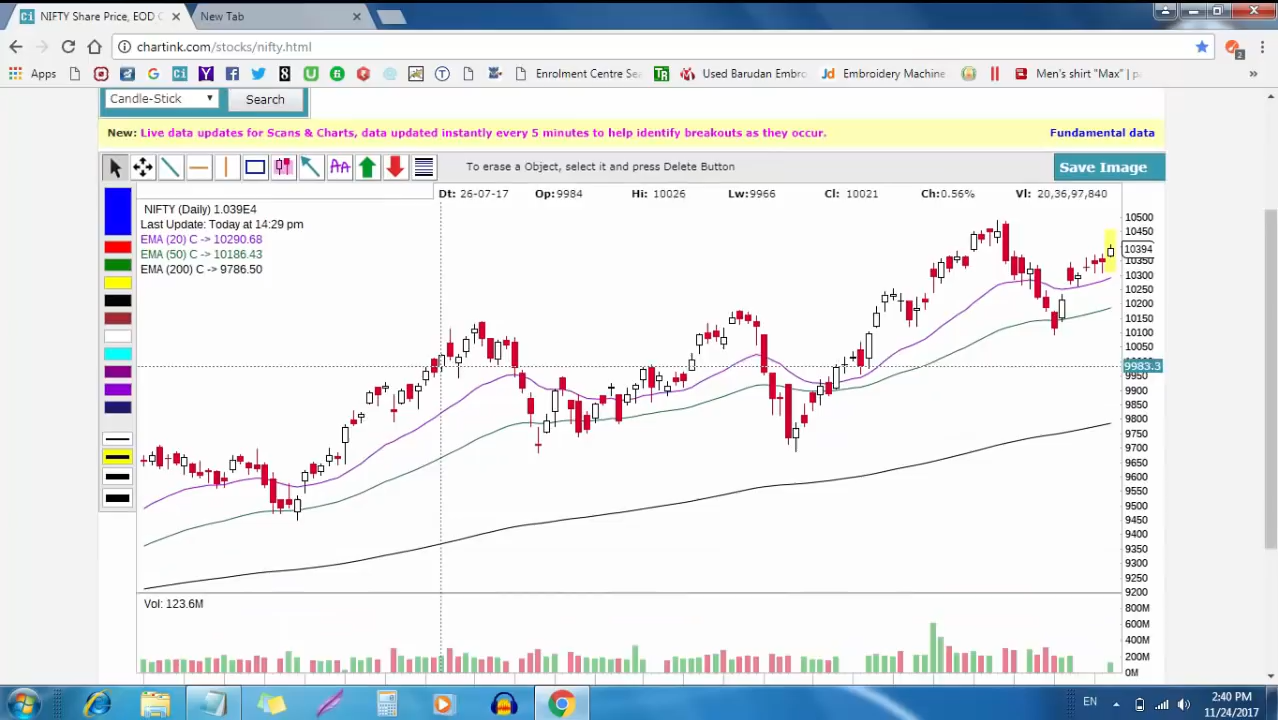 NIFTY Share Price, EOD C
New Tab
chartink.com/stocks/nifty.html
Apps
Enrolment Centre Se
Used Barudan Embro
Embroidery Machine
Men's shirt "Max" | p
Candle-Stick
Search
New: Live data updates for Scans & Charts, data updated instantly every 5 minutes to help identify breakouts as they occur.
Fundamental data
To erase a Object, select it and press Delete Button
Save Image
Dt: 26-07-17 Op:9984 Hi: 10026 Lw:9966 Cl: 10021 Ch:0.56% Vl: 20,36,97,840
NIFTY (Daily) 1.039E4
Last Update: Today at 14:29 pm
EMA (20) C -> 10290.68
EMA (50) C -> 10186.43
EMA (200) C -> 9786.50
10500
10450
10394
10350
10300
10250
10200
10150
10100
10050
9983.3
9950
9900
9850
9800
9750
9700
9650
9600
9550
9500
9450
9400
9350
9300
9250
9200
Vol: 123.6M
800M
600M
400M
200M
0M
EN
2:40 PM
11/24/2017